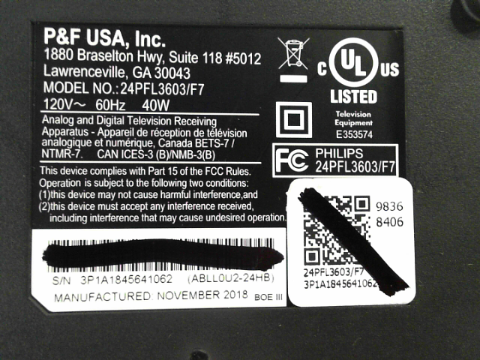 P&F USA, Inc.
1880 Braselton Hwy, Suite 118 #5012
Lawrenceville, GA 30043
MODEL NO.: 24PFL3603/F7
120V~ 60Hz 40W
Analog and Digital Television Receiving
Apparatus - Appareil de réception de télévision
analogique et numérique, Canada BETS-7 /
NTMR-7. CAN ICES-3 (B)/NMB-3(B)
This device complies with Part 15 of the FCC Rules.
Operation is subject to the following two conditions:
(1)this device may not cause harmful interference,and
(2)this device must accept any interference received,
including interference that may cause undesired operation.
C UL US
LISTED
Television
Equipment
E353574
FC PHILIPS
24PFL3603/F7
9836
8406
24PFL3603/F7
3P1A1845641062
S/N 3P1A1845641062 (ABLL0U2-24HB)
MANUFACTURED: NOVEMBER 2018 BOE III